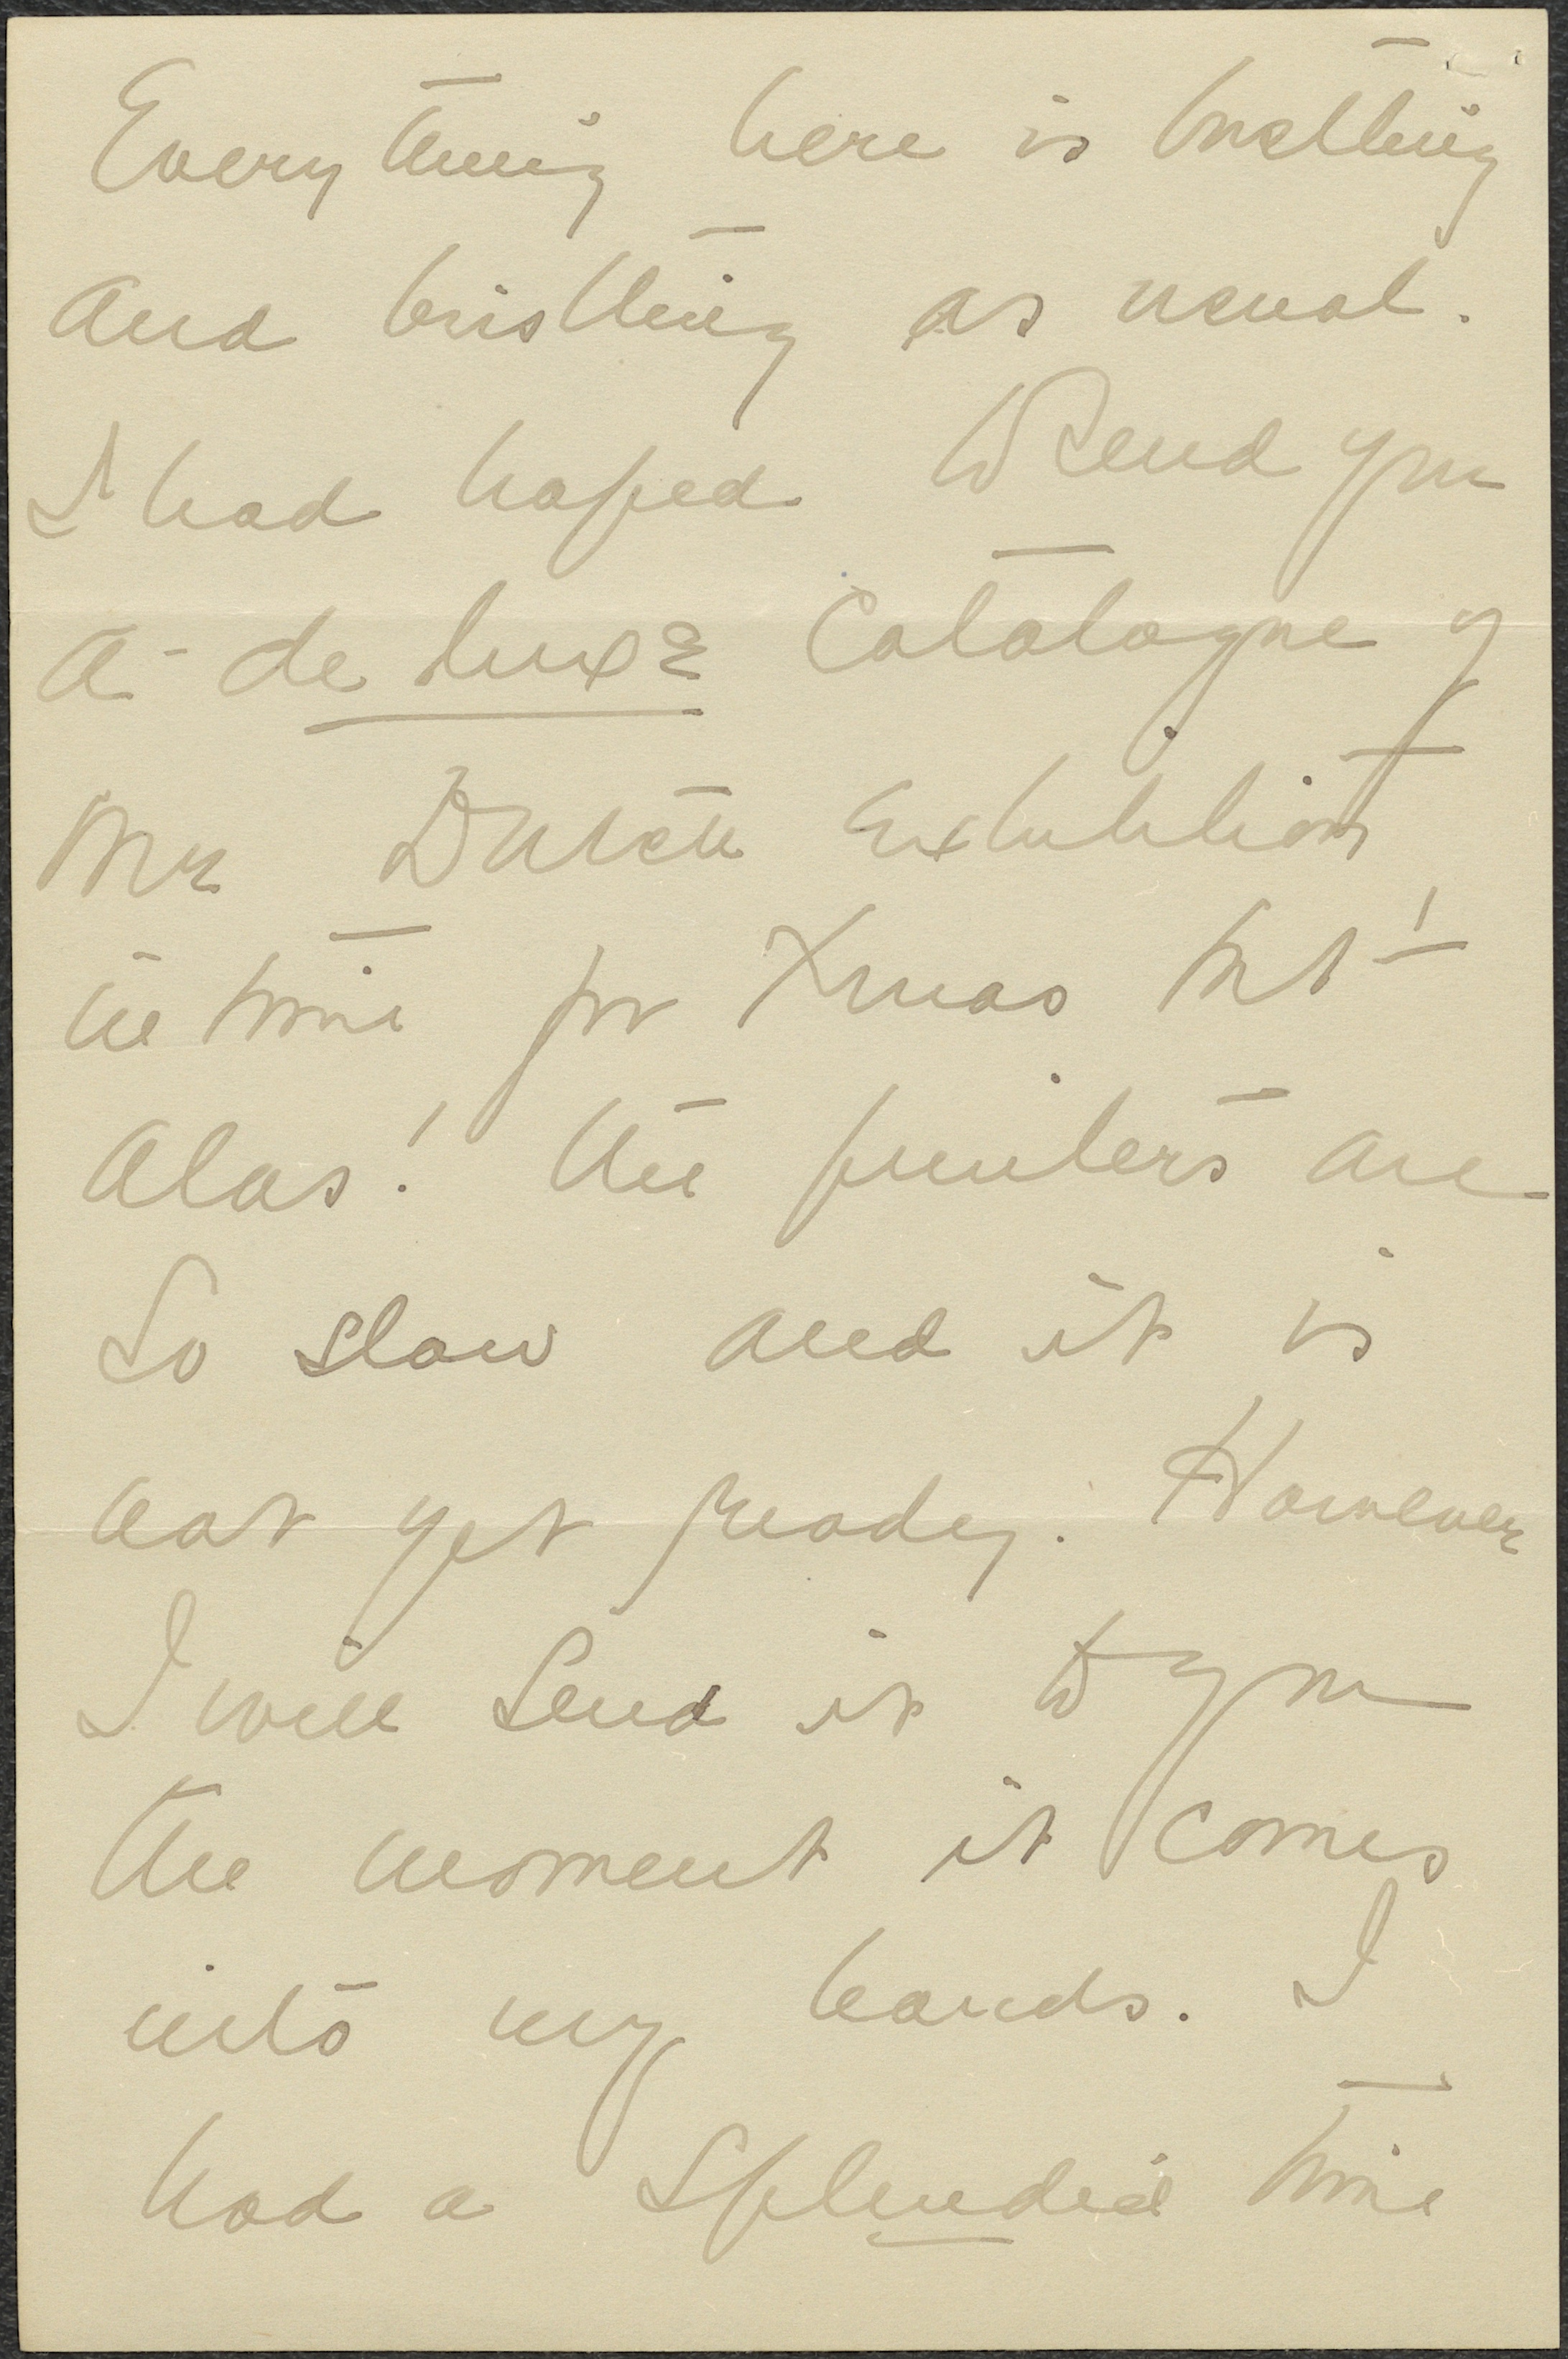 Everything here is bustling
and bristling as usual.
I had hoped to send you
a de luxe Catalogue of
the Dutch Exhibition
in time for Xmas but
Alas! the printers are
so slow and it is
not yet ready. However
I will send it to you
the moment it comes
into my hands. I
had a splendid time